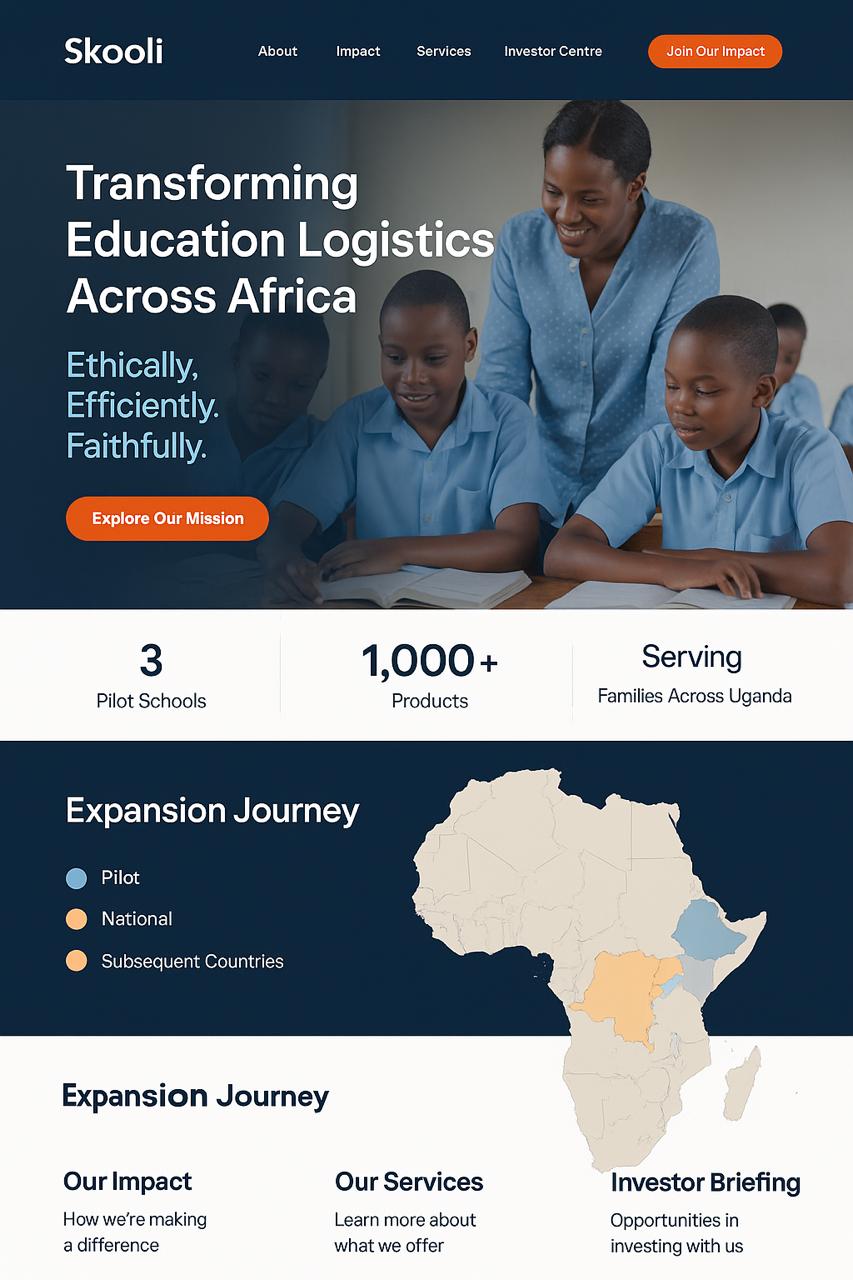 Skooli
About
Impact
Services
Investor Centre
Join Our Impact
Transforming
Education Logistics
Across Africa
Ethically,
Efficiently.
Faithfully.
Explore Our Mission
3
Pilot Schools
1,000+
Products
Serving
Families Across Uganda
Expansion Journey
Pilot
National
Subsequent Countries
Expansion Journey
Our Impact
How we're making
a difference
Our Services
Learn more about
what we offer
Investor Briefing
Opportunities in
investing with us